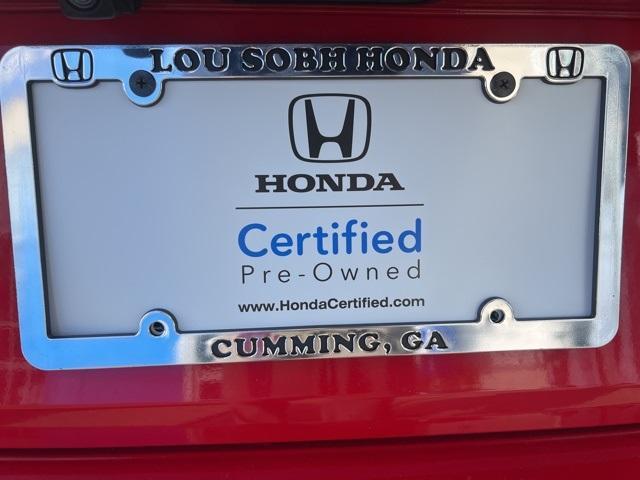 LOU SOBH HONDA
HONDA
Certified
Pre-Owned
www.HondaCertified.com
CUMMING, GA